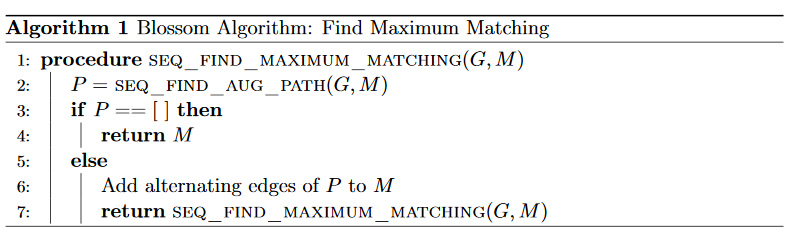 Algorithm 1 Blossom Algorithm: Find Maximum Matching
1: procedure SEQ_FIND_MAXIMUM_MATCHING(G, M)
2: P = SEQ_FIND_AUG_PATH(G, M)
3: if P == [ ] then
4: return M
5: else
6: Add alternating edges of P to M
7: return SEQ_FIND_MAXIMUM_MATCHING(G, M)